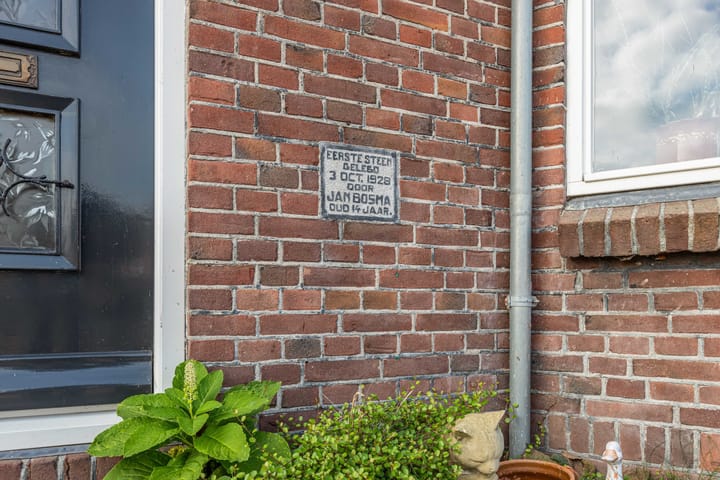 EERSTE STEEN
GELEGD
3 OCT. 1928
DOOR
JAN BOSMA
OUD 14 JAAR.